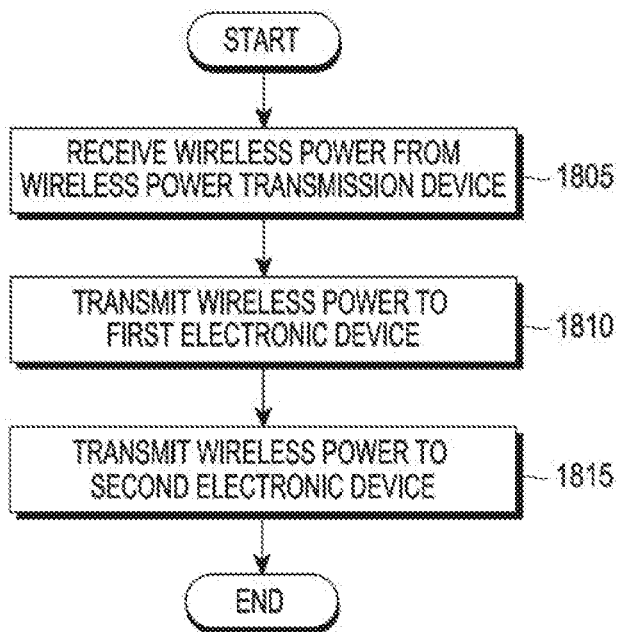 START
RECEIVE WIRELESS POWER FROM
WIRELESS POWER TRANSMISSION DEVICE
1805
TRANSMIT WIRELESS POWER TO
FIRST ELECTRONIC DEVICE
1810
TRANSMIT WIRELESS POWER TO
SECOND ELECTRONIC DEVICE
1815
END